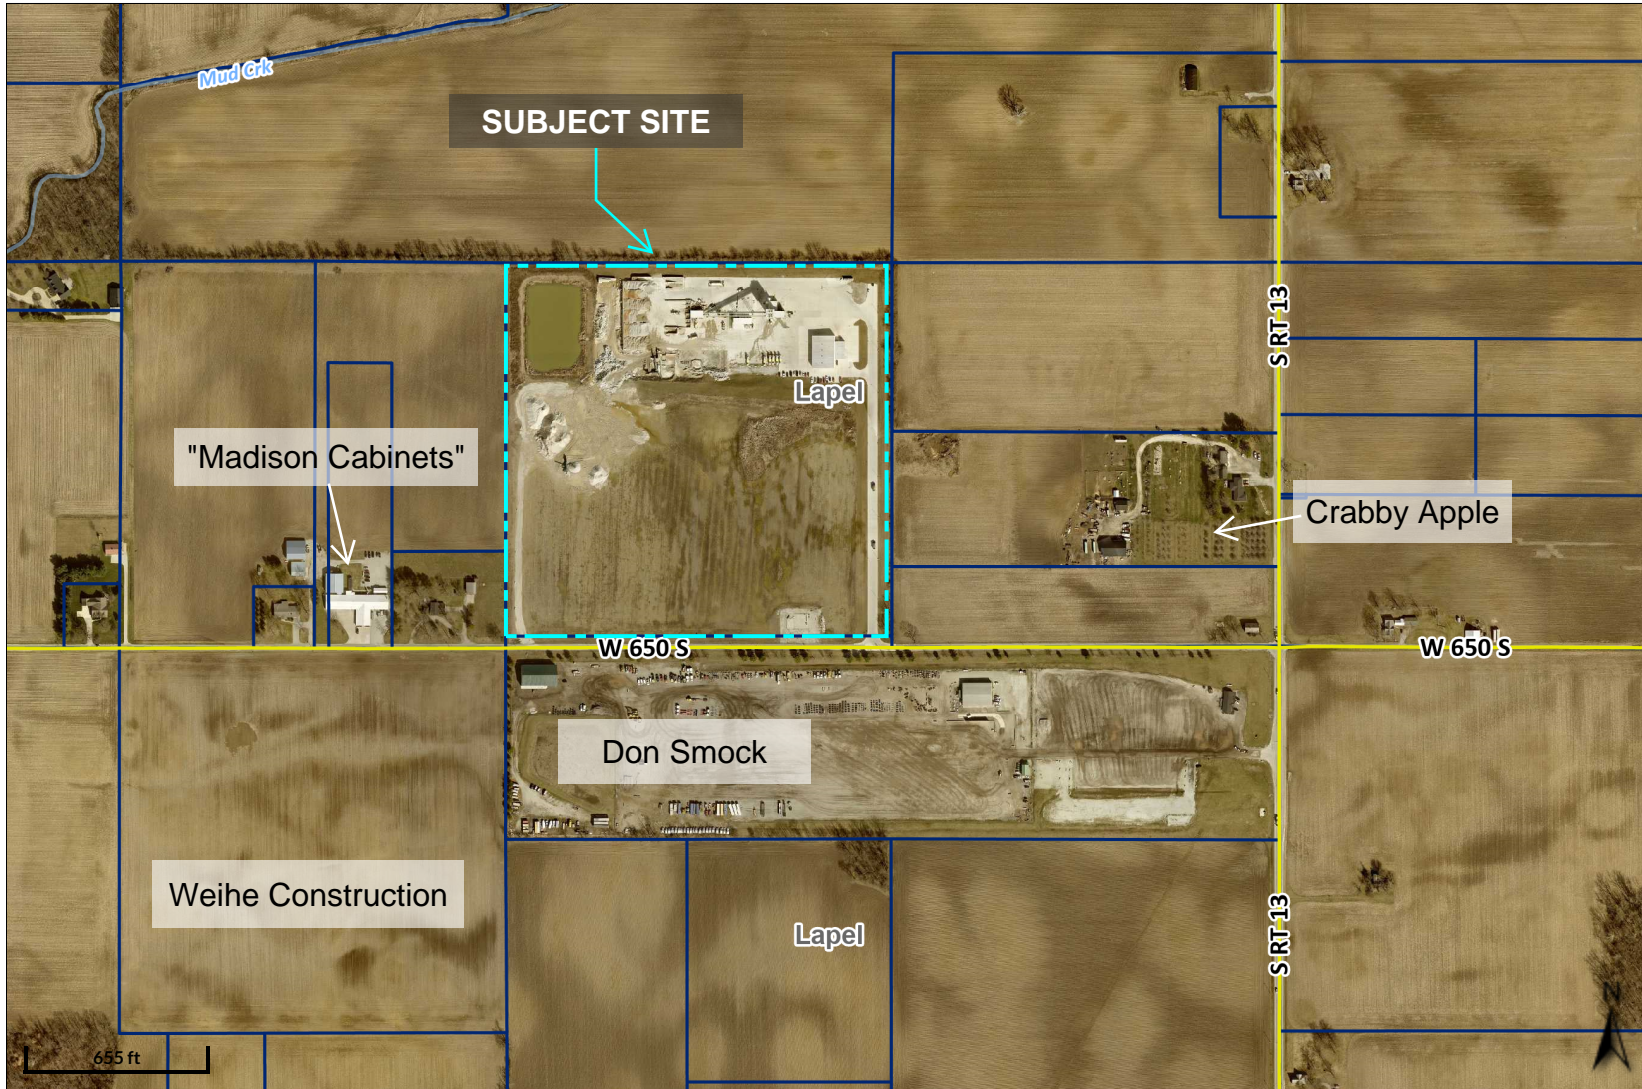 Mud Crk
SUBJECT SITE
S RT 13
Lapel
"Madison Cabinets"
Crabby Apple
W 650 S
W 650 S
Don Smock
Weihe Construction
Lapel
S RT 13
N
655 ft